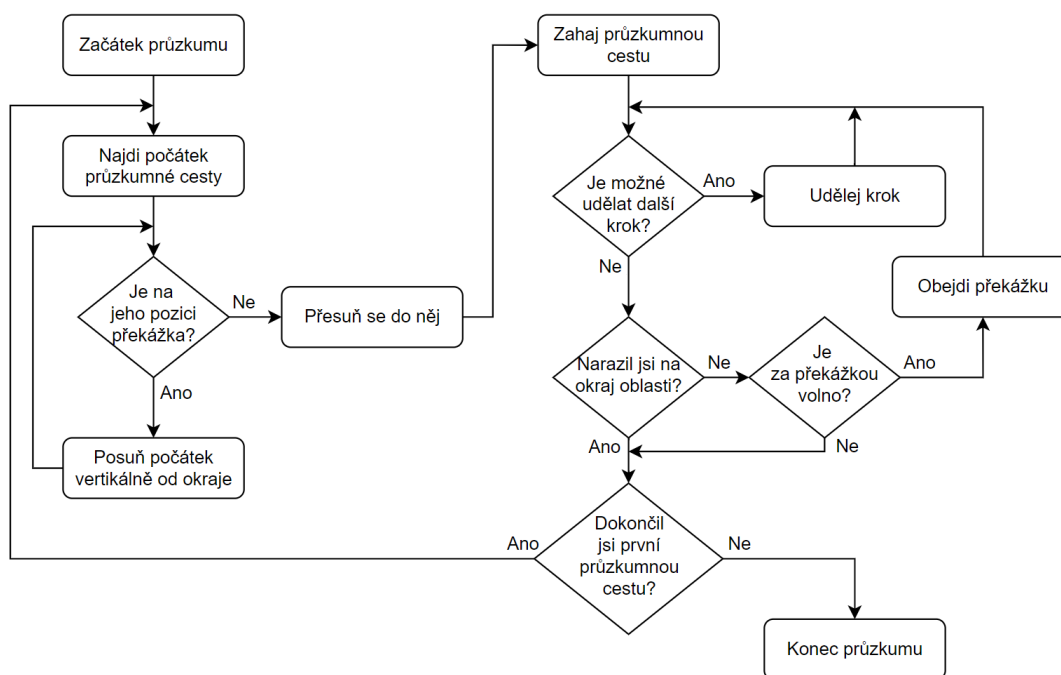 Začátek průzkumu
Najdi počátek
průzkumné cesty
Je na
jeho pozici
překážka?
Ne
Přesuň se do něj
Ano
Posuň počátek
vertikálně od okraje
Zahaj průzkumnou
cestu
Je možné
udělat další
krok?
Ano
Udělej krok
Ne
Obejdi překážku
Narazil jsi na
okraj oblasti?
Ne
Je
za překážkou
volno?
Ano
Ano
Ne
Dokončil
jsi první
průzkumnou
cestu?
Ano
Ne
Konec průzkumu